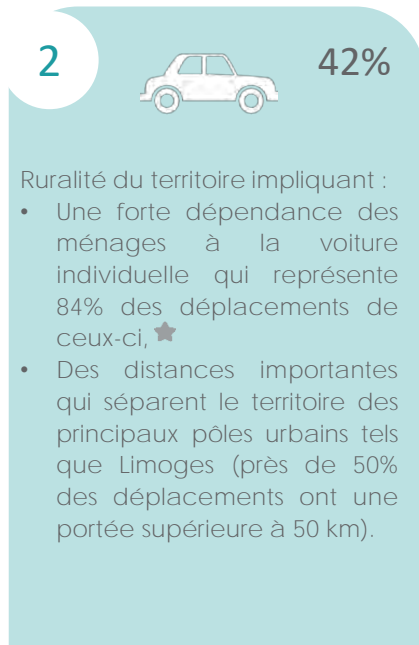 2
42%
Ruralité du territoire impliquant :
• Une forte dépendance des
ménages à la voiture
individuelle qui représente
84% des déplacements de
ceux-ci,
• Des distances importantes
qui séparent le territoire des
principaux pôles urbains tels
que Limoges (près de 50%
des déplacements ont une
portée supérieure à 50 km).